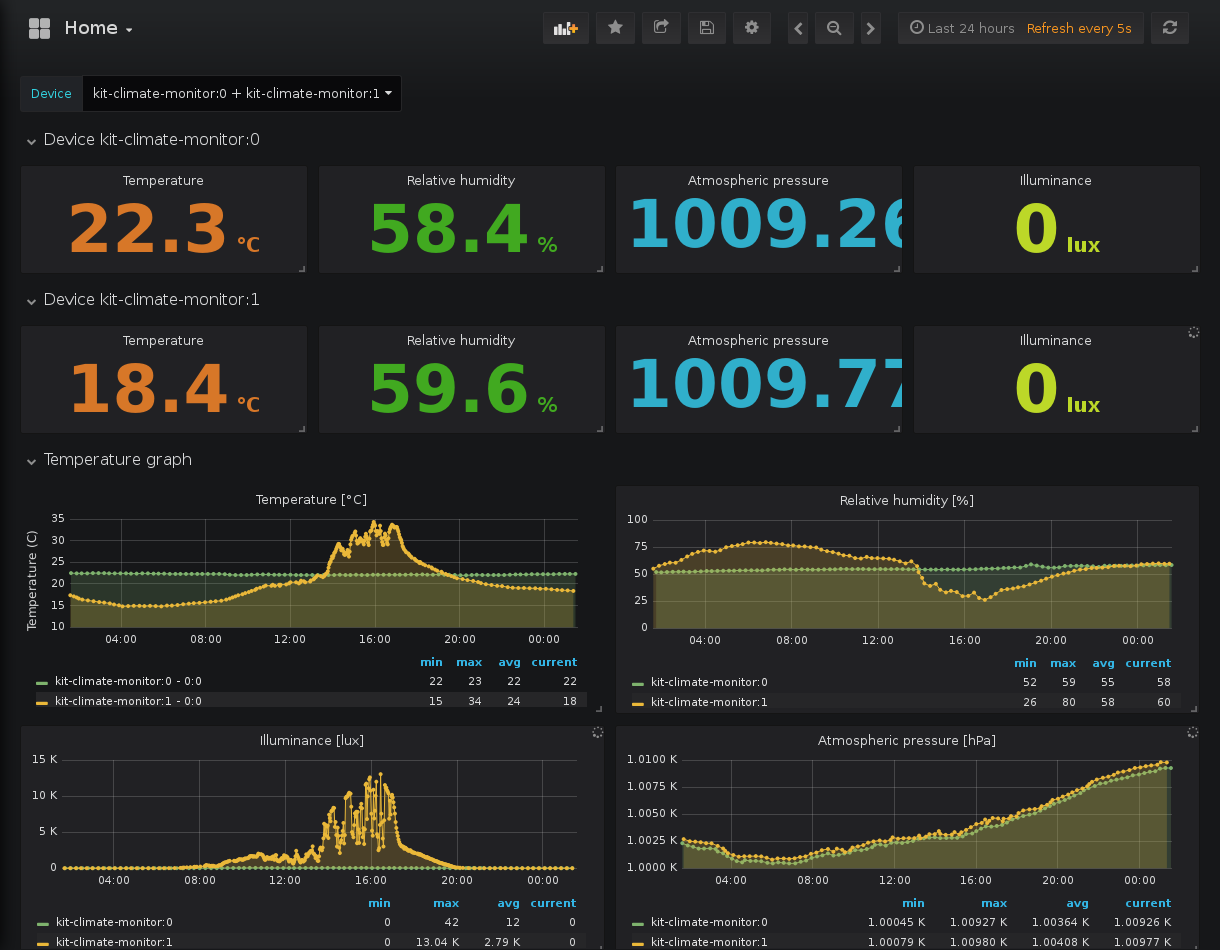 Home
Last 24 hours Refresh every 5s
Device kit-climate-monitor:0 + kit-climate-monitor:1
Device kit-climate-monitor:0
Temperature
22.3 °C
Relative humidity
58.4 %
Atmospheric pressure
1009.26
Illuminance
0 lux
Device kit-climate-monitor:1
Temperature
18.4 °C
Relative humidity
59.6 %
Atmospheric pressure
1009.77
Illuminance
0 lux
Temperature graph
Temperature [°C]
Temperature (C)
35
30
25
20
15
10
04:00 08:00 12:00 16:00 20:00 00:00
min max avg current
kit-climate-monitor:0 - 0:0 22 23 22 22
kit-climate-monitor:1 - 0:0 15 34 24 18
Relative humidity [%]
100
75
50
25
0
04:00 08:00 12:00 16:00 20:00 00:00
min max avg current
kit-climate-monitor:0 52 59 55 58
kit-climate-monitor:1 26 80 58 60
Illuminance [lux]
15 K
10 K
5 K
0
04:00 08:00 12:00 16:00 20:00 00:00
min max avg current
kit-climate-monitor:0 0 42 12 0
kit-climate-monitor:1 0 13.04 K 2.79 K 0
Atmospheric pressure [hPa]
1.0100 K
1.0075 K
1.0050 K
1.0025 K
1.0000 K
04:00 08:00 12:00 16:00 20:00 00:00
min max avg current
kit-climate-monitor:0 1.00045 K 1.00927 K 1.00364 K 1.00926 K
kit-climate-monitor:1 1.00079 K 1.00980 K 1.00408 K 1.00977 K